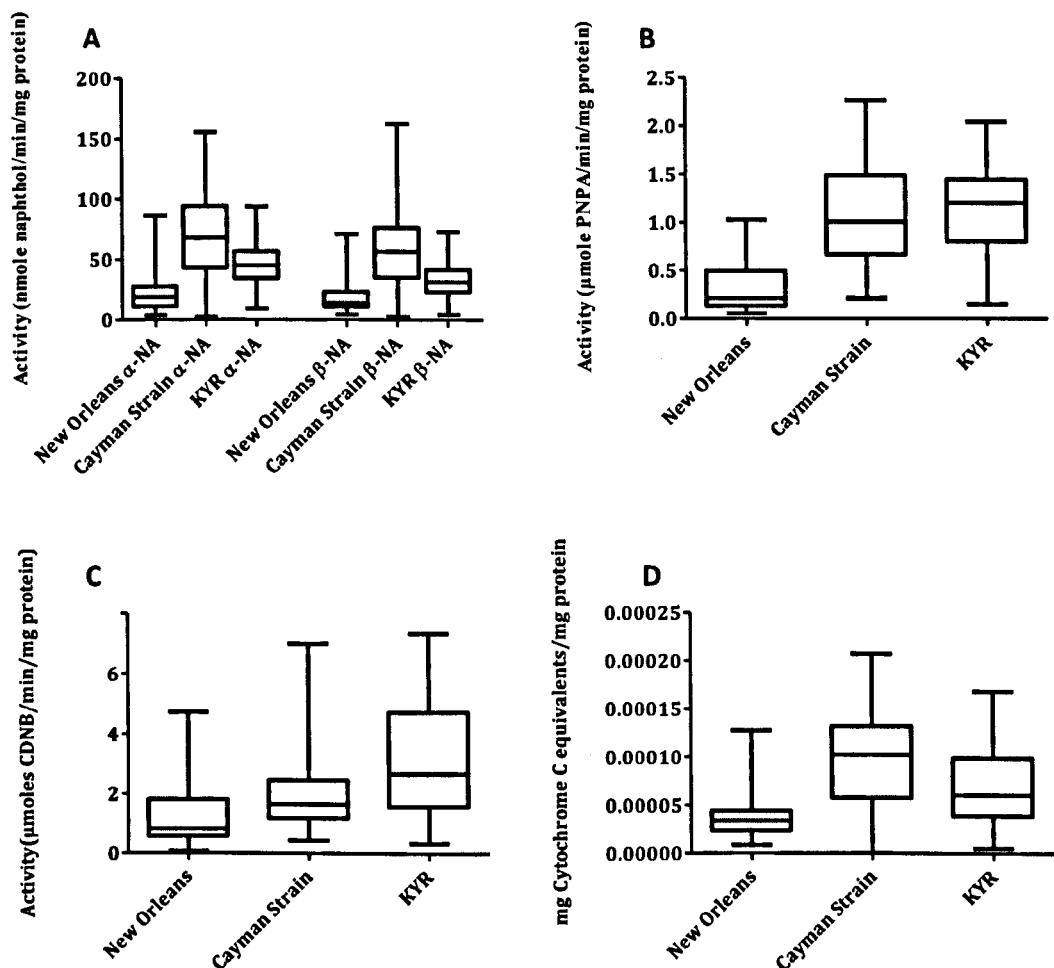 A
Activity (nmole naphthol/min/mg protein)
200
150
100
50
0
New Orleans α-NA
Cayman Strain α-NA
KYR α-NA
New Orleans β-NA
Cayman Strain β-NA
KYR β-NA
B
Activity (µmole PNPA/min/mg protein)
2.5
2.0
1.5
1.0
0.5
0.0
New Orleans
Cayman Strain
KYR
C
Activity(µmoles CDNB/min/mg protein)
6
4
2
0
New Orleans
Cayman Strain
KYR
D
mg Cytochrome C equivalents/mg protein
0.00025
0.00020
0.00015
0.00010
0.00005
0.00000
New Orleans
Cayman Strain
KYR